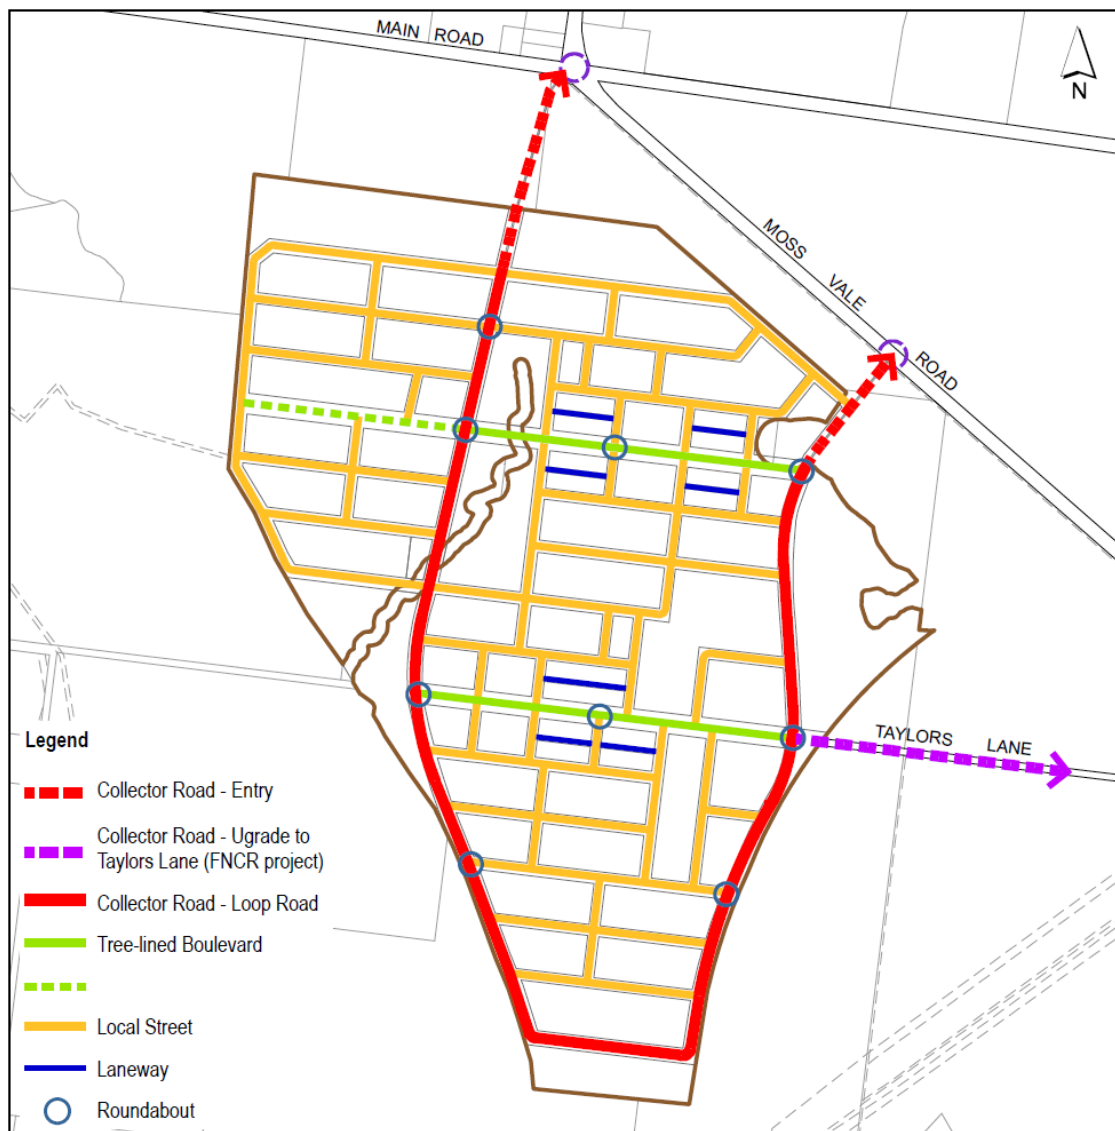 MAIN ROAD
N
MOSS VALE ROAD
TAYLORS LANE
Legend
Collector Road - Entry
Collector Road - Ugrade to
Taylors Lane (FNCR project)
Collector Road - Loop Road
Tree-lined Boulevard
Local Street
Laneway
Roundabout